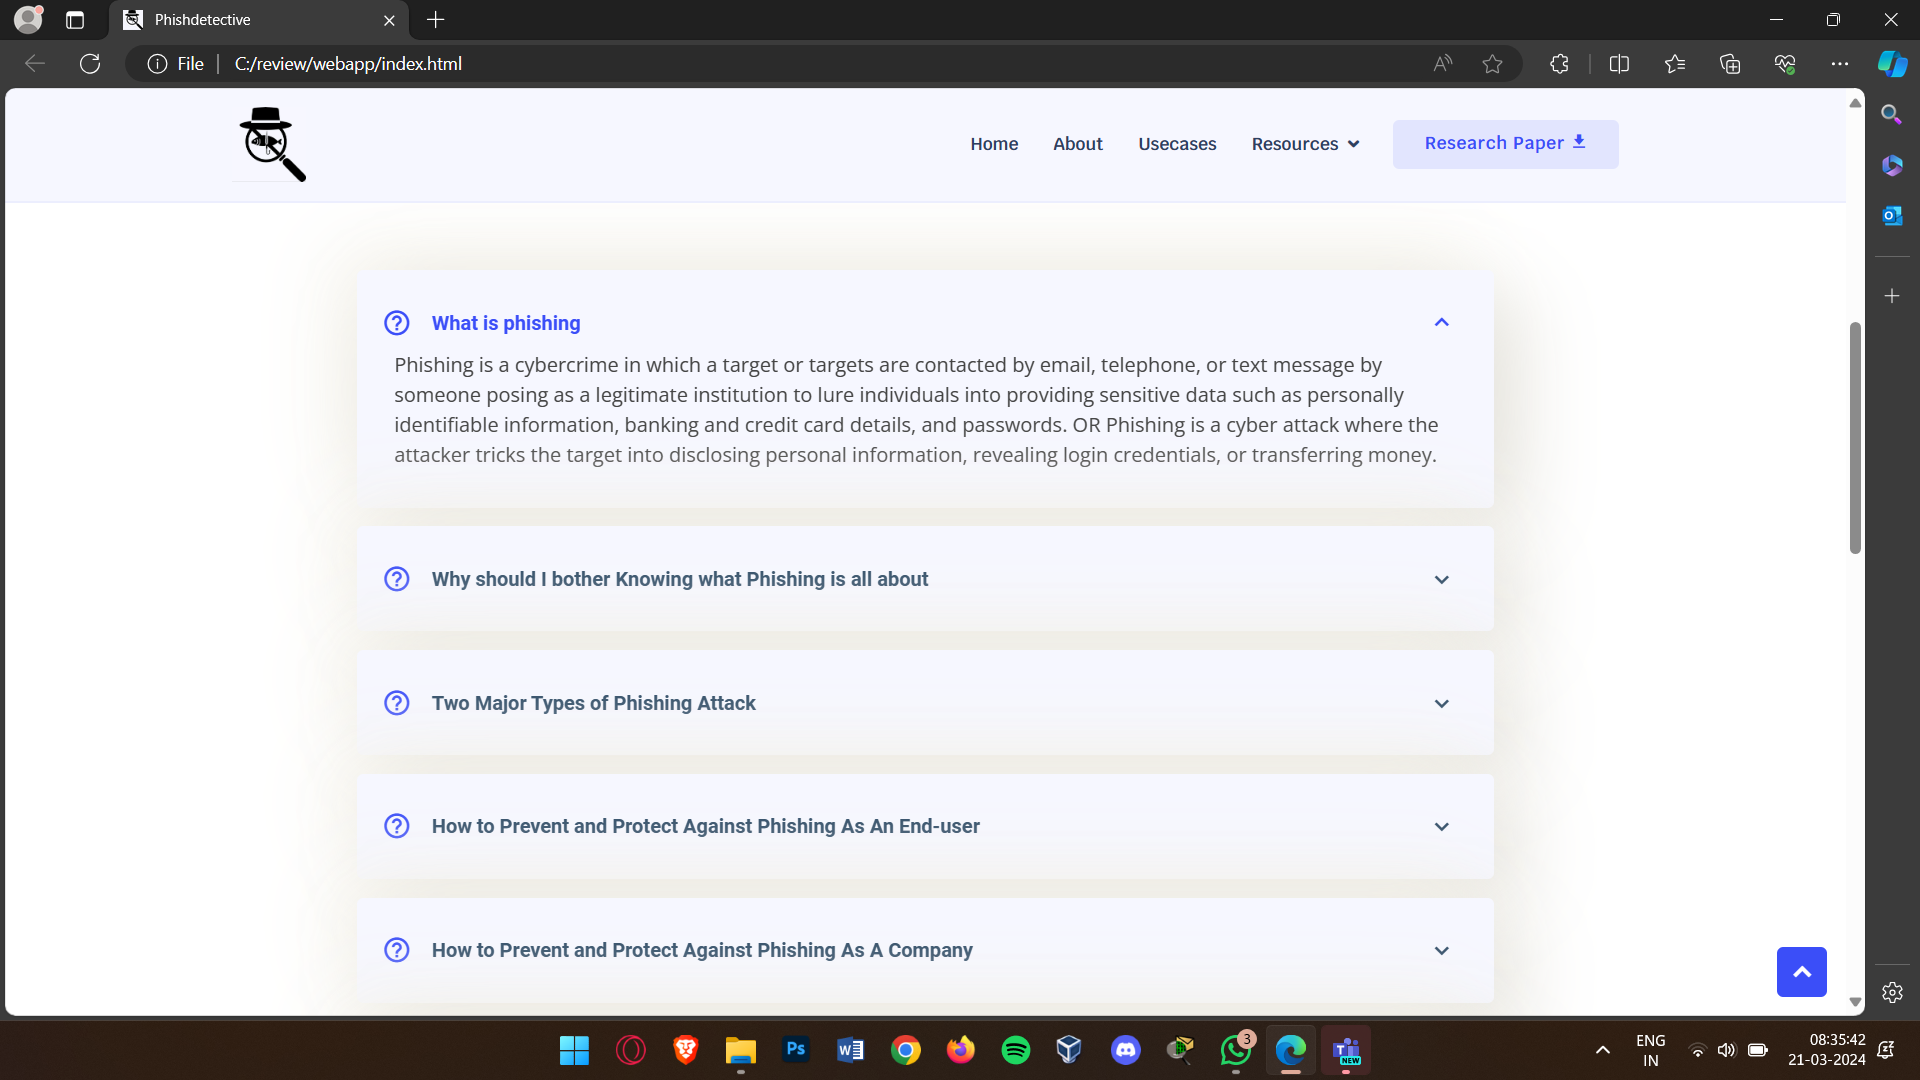 Phishdetective
File
C:/review/webapp/index.html
Home
About
Usecases
Resources
Research Paper
What is phishing
Phishing is a cybercrime in which a target or targets are contacted by email, telephone, or text message by
someone posing as a legitimate institution to lure individuals into providing sensitive data such as personally
identifiable information, banking and credit card details, and passwords. OR Phishing is a cyber attack where the
attacker tricks the target into disclosing personal information, revealing login credentials, or transferring money.
Why should I bother Knowing what Phishing is all about
Two Major Types of Phishing Attack
How to Prevent and Protect Against Phishing As An End-user
How to Prevent and Protect Against Phishing As A Company
Ps
W
3
T
NEW
ENG
IN
08:35:42
21-03-2024